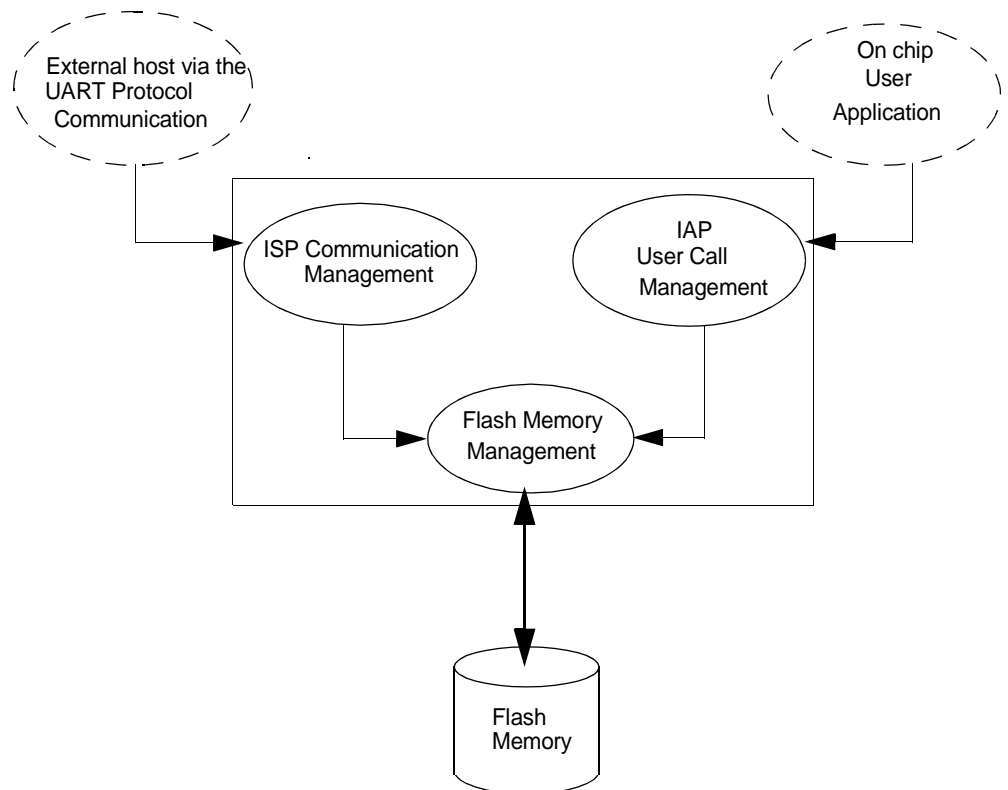 External host via the
UART Protocol
Communication
On chip
User
Application
ISP Communication
Management
IAP
User Call
Management
Flash Memory
Management
Flash
Memory